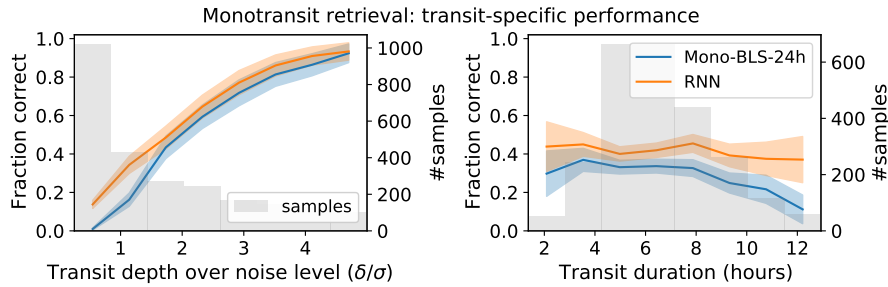 Monotransit retrieval: transit-specific performance
Fraction correct
1.0
0.8
0.6
0.4
0.2
0.0
1 2 3 4 5
Transit depth over noise level (δ/σ)
1000
800
600
400
200
0
#samples
samples
Fraction correct
1.0
0.8
0.6
0.4
0.2
0.0
2 4 6 8 10 12
Transit duration (hours)
600
400
200
0
#samples
Mono-BLS-24h
RNN